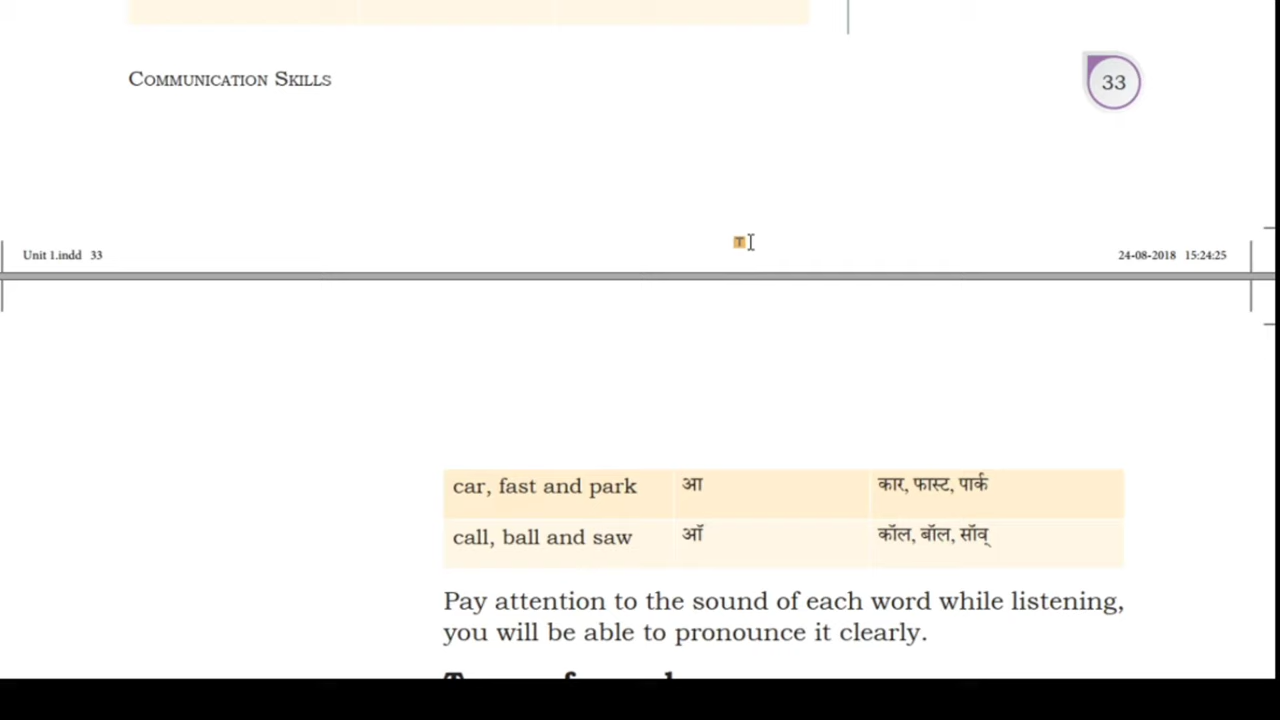 COMMUNICATION SKILLS
33
Unit 1.indd 33
24-08-2018 15:24:25
car, fast and park आ कार, फास्ट, पार्क
call, ball and saw ऑ कॉल, बॉल, सॉव्
Pay attention to the sound of each word while listening,
you will be able to pronounce it clearly.